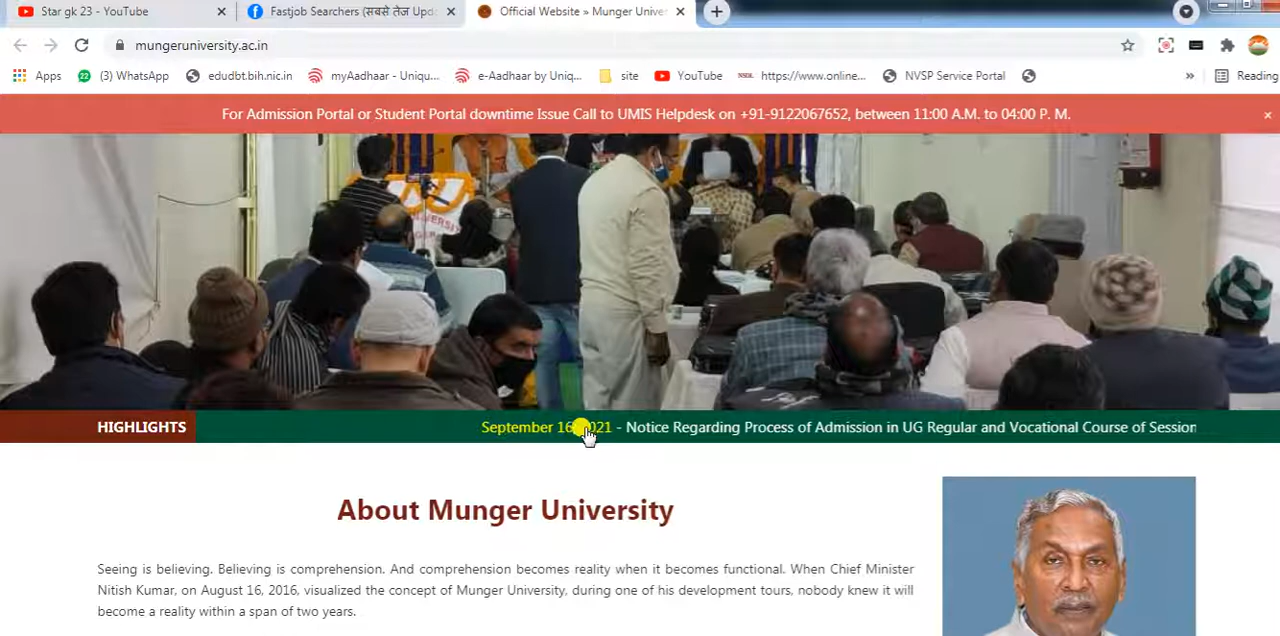 Star gk 23 - YouTube
Fastjob Searchers (सबसे तेज Upd
Official Website » Munger Univer
mungeruniversity.ac.in
Apps
(3) WhatsApp
edudbt.bih.nic.in
myAadhaar - Uniqu...
e-Aadhaar by Uniq...
site
YouTube
NSDL
https://www.online...
NVSP Service Portal
»
Reading
For Admission Portal or Student Portal downtime Issue Call to UMIS Helpdesk on +91-9122067652, between 11:00 A.M. to 04:00 P. M.
HIGHLIGHTS
September 16 2021 - Notice Regarding Process of Admission in UG Regular and Vocational Course of Session
About Munger University
Seeing is believing. Believing is comprehension. And comprehension becomes reality when it becomes functional. When Chief Minister
Nitish Kumar, on August 16, 2016, visualized the concept of Munger University, during one of his development tours, nobody knew it will
become a reality within a span of two years.